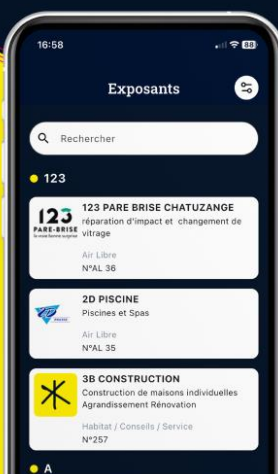 16:58
88
Exposants
Rechercher
123
123
PARE-BRISE
123 PARE BRISE CHATUZANGE
réparation d'impact et changement de
vitrage
Air Libre
N°AL 36
2D PISCINE
Piscines et Spas
Air Libre
N°AL 35
3B CONSTRUCTION
Construction de maisons individuelles
Agrandissement Rénovation
Habitat / Conseils / Service
N°257
A